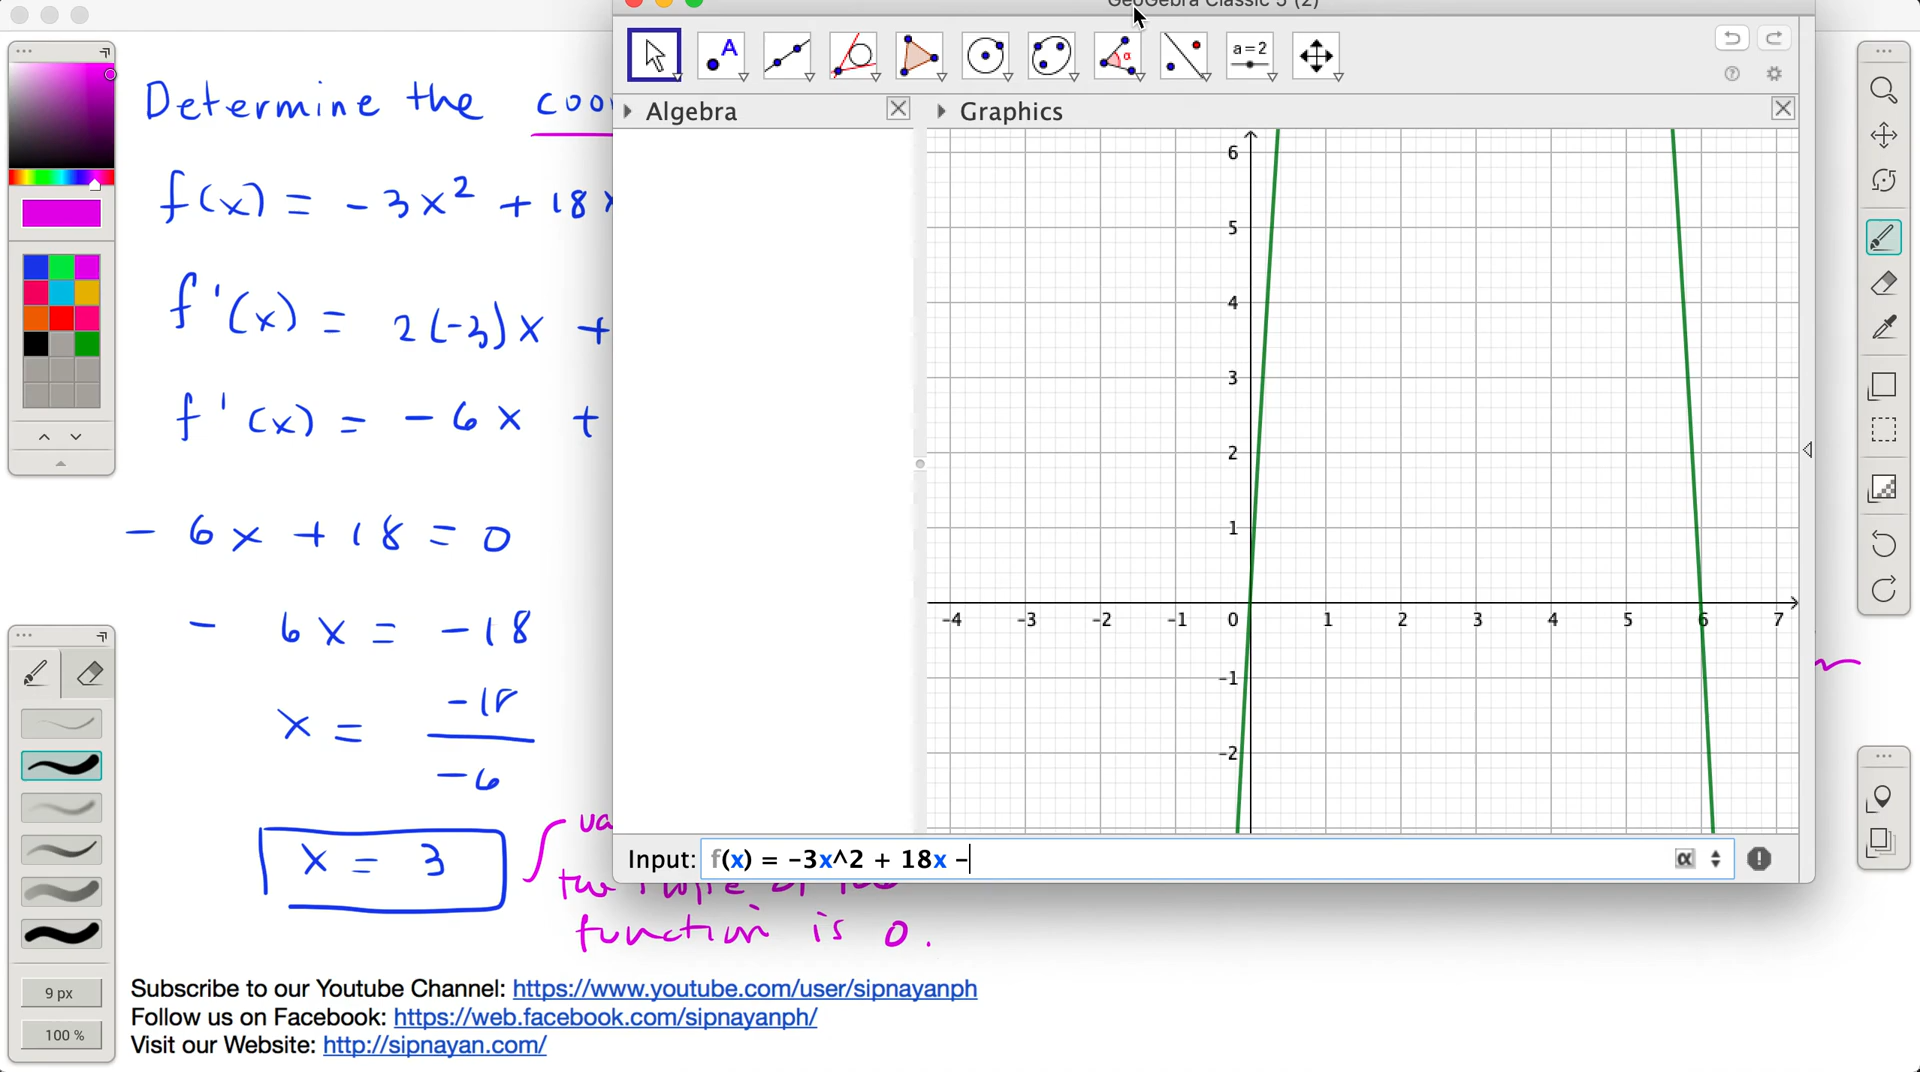 GeoGebra Classic 5 (2)
a=2
Algebra
Graphics
Determine the
f(x) = -3x² + 18x
f'(x) = 2(-3)x +
f'(x) = -6x +
-6x + 18 = 0
-6x = -18
x = -18
-6
x = 3
the slope of
function is 0.
6
5
4
3
2
1
-4 -3 -2 -1 0 1 2 3 4 5 6 7
-1
-2
Input: f(x) = -3x^2 + 18x -
α
9 px
100 %
Subscribe to our Youtube Channel: https://www.youtube.com/user/sipnayanph
Follow us on Facebook: https://web.facebook.com/sipnayanph/
Visit our Website: http://sipnayan.com/